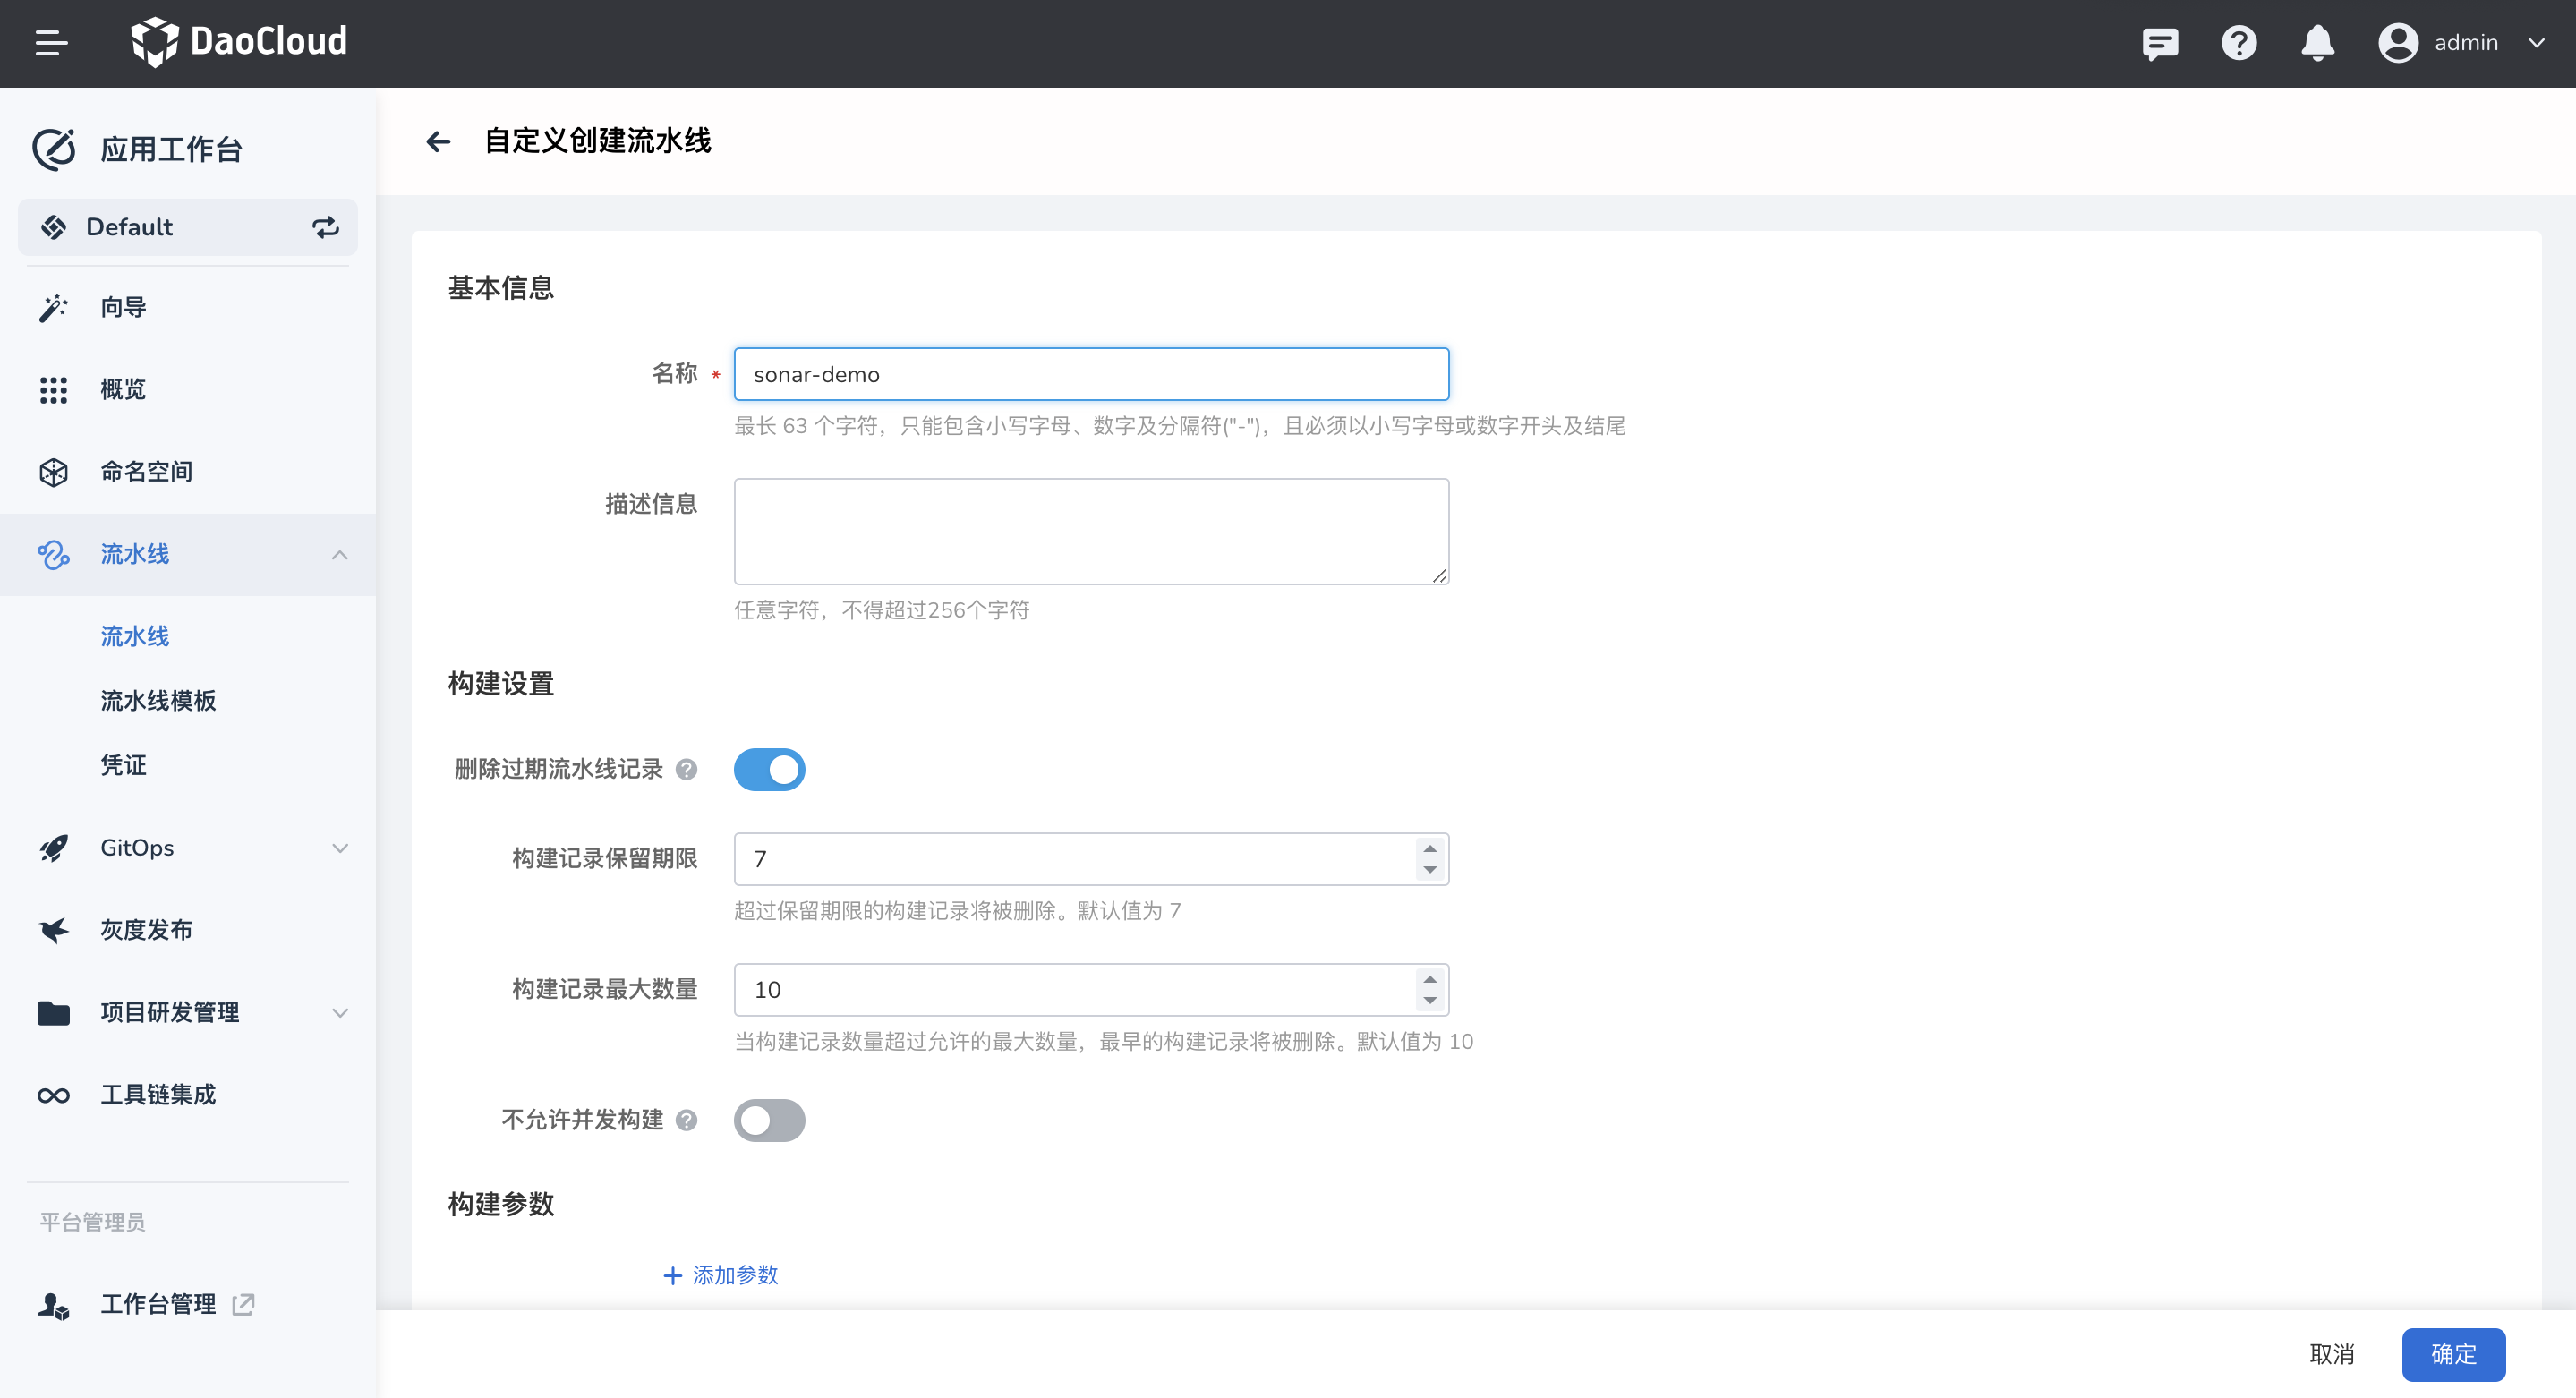 DaoCloud
admin
应用工作台
Default
向导
概览
命名空间
流水线
流水线
流水线模板
凭证
GitOps
灰度发布
项目研发管理
工具链集成
平台管理员
工作台管理
自定义创建流水线
基本信息
名称 * sonar-demo
最长 63 个字符，只能包含小写字母、数字及分隔符("-")，且必须以小写字母或数字开头及结尾
描述信息
任意字符，不得超过256个字符
构建设置
删除过期流水线记录
构建记录保留期限 7
超过保留期限的构建记录将被删除。默认值为 7
构建记录最大数量 10
当构建记录数量超过允许的最大数量，最早的构建记录将被删除。默认值为 10
不允许并发构建
构建参数
+ 添加参数
取消 确定